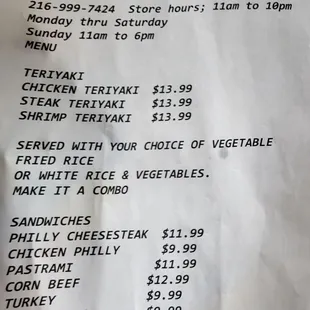 216-999-7424 Store hours; 11am to 10pm
Monday thru Saturday
Sunday 11am to 6pm
MENU
TERIYAKI
CHICKEN TERIYAKI $13.99
STEAK TERIYAKI $13.99
SHRIMP TERIYAKI $13.99
SERVED WITH YOUR CHOICE OF VEGETABLE
FRIED RICE
OR WHITE RICE & VEGETABLES.
MAKE IT A COMBO
SANDWICHES
PHILLY CHEESESTEAK $11.99
CHICKEN PHILLY $9.99
PASTRAMI $11.99
CORN BEEF $12.99
TURKEY $9.99